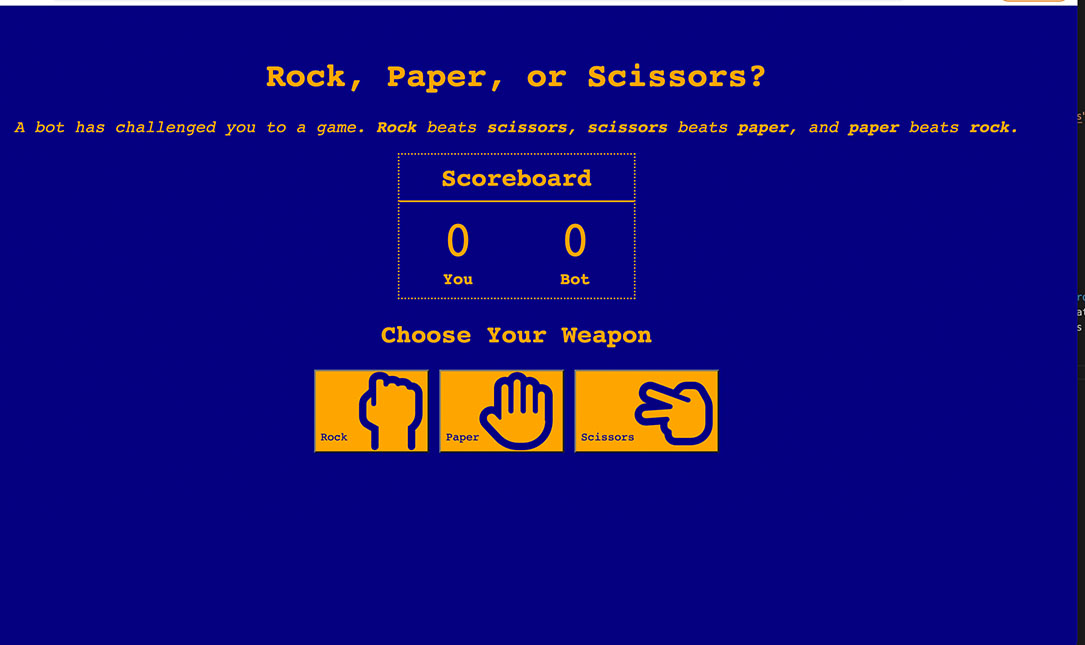 Rock, Paper, or Scissors?
A bot has challenged you to a game. Rock beats scissors, scissors beats paper, and paper beats rock.
Scoreboard
0 0
You Bot
Choose Your Weapon
Rock Paper Scissors